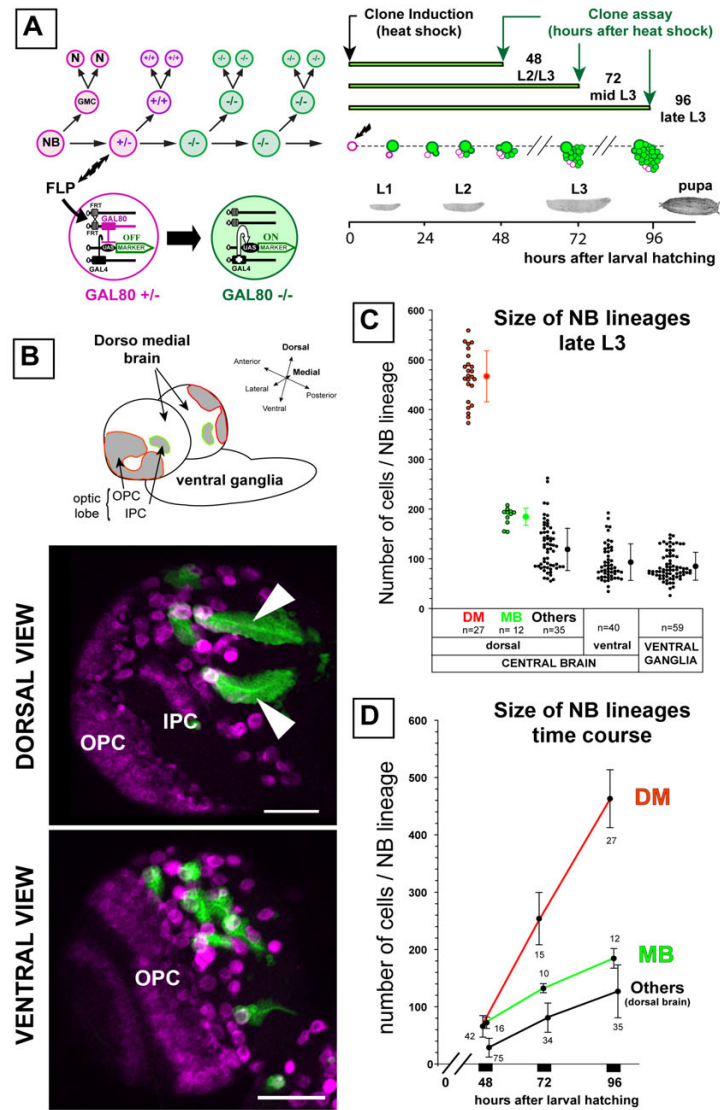 A
N N +/+ +/+ -/- -/- -/- -/-
GMC +/+ -/- -/-
NB +/- -/- -/-
FLP
FRT
GAL80
FRT
OFF
UAS MARKER
GAL4
ON
UAS MARKER
GAL4
GAL80 +/-
GAL80 -/-
Clone Induction
(heat shock)
Clone assay
(hours after heat shock)
48
L2/L3
72
mid L3
96
late L3
L1 L2 L3 pupa
0 24 48 72 96
hours after larval hatching
B
Dorso medial
brain
Dorsal
Anterior
Medial
Lateral
Posterior
Ventral
ventral ganglia
optic
lobe
OPC
IPC
DORSAL VIEW
IPC
OPC
VENTRAL VIEW
OPC
C
Size of NB lineages
late L3
Number of cells / NB lineage
600
500
400
300
200
100
0
DM MB Others
n=27 n= 12 n=35 n=40 n=59
dorsal ventral VENTRAL
GANGLIA
CENTRAL BRAIN
D
Size of NB lineages
time course
number of cells / NB lineage
600
500
400
300
200
100
0
DM
27
15
MB
12
10
Others
(dorsal brain)
42 16
75
34
35
0 48 72 96
hours after larval hatching